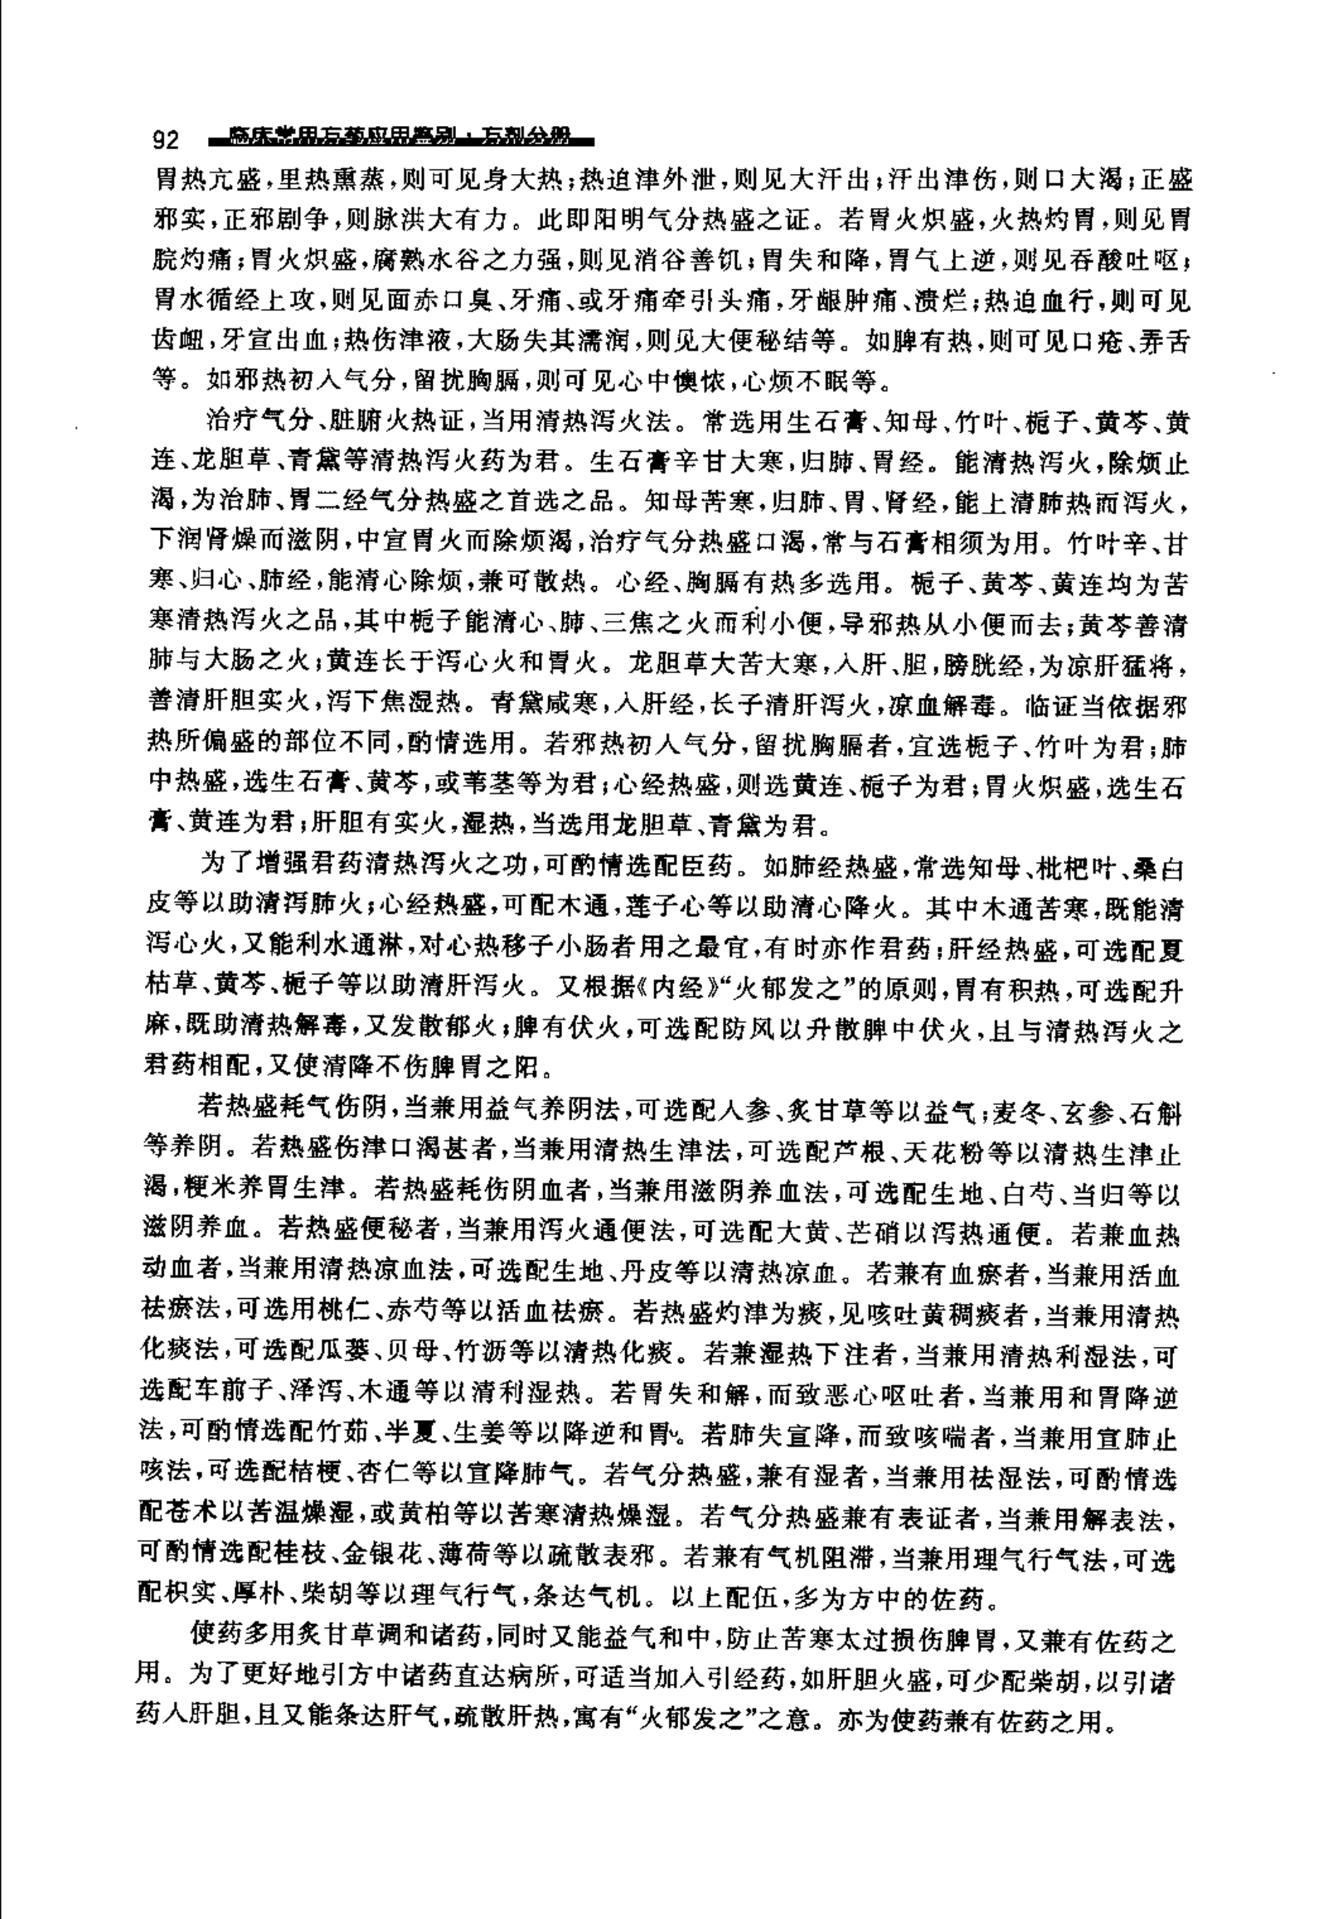 92 临床常用方药应用鉴别·方剂分册
胃热亢盛,里热熏蒸,则可见身大热;热迫津外泄,则见大汗出;汗出津伤,则口大渴;正盛
邪实,正邪剧争,则脉洪大有力。此即阳明气分热盛之证。若胃火炽盛,火热灼胃,则见胃
脘灼痛;胃火炽盛,腐熟水谷之力强,则见消谷善饥;胃失和降,胃气上逆,则见吞酸吐呕;
胃水循经上攻,则见面赤口臭、牙痛、或牙痛牵引头痛,牙龈肿痛、溃烂;热迫血行,则可见
齿衄,牙宣出血;热伤津液,大肠失其濡润,则见大便秘结等。如脾有热,则可见口疮、弄舌
等。如邪热初入气分,留扰胸膈,则可见心中懊侬,心烦不眠等。
治疗气分、脏腑火热证,当用清热泻火法。常选用生石膏、知母、竹叶、栀子、黄芩、黄
连、龙胆草、青黛等清热泻火药为君。生石膏辛甘大寒,归肺、胃经。能清热泻火,除烦止
渴,为治肺、胃二经气分热盛之首选之品。知母苦寒,归肺、胃、肾经,能上清肺热而泻火,
下润肾燥而滋阴,中宣胃火而除烦渴,治疗气分热盛口渴,常与石膏相须为用。竹叶辛、甘
寒、归心、肺经,能清心除烦,兼可散热。心经、胸膈有热多选用。栀子、黄芩、黄连均为苦
寒清热泻火之品,其中栀子能清心、肺、三焦之火而利小便,导邪热从小便而去;黄芩善清
肺与大肠之火;黄连长于泻心火和胃火。龙胆草大苦大寒,入肝、胆,膀胱经,为凉肝猛将,
善清肝胆实火,泻下焦湿热。青黛咸寒,入肝经,长子清肝泻火,凉血解毒。临证当依据邪
热所偏盛的部位不同,酌情选用。若邪热初入气分,留扰胸膈者,宜选栀子、竹叶为君;肺
中热盛,选生石膏、黄芩,或苇茎等为君;心经热盛,则选黄连、栀子为君;胃火炽盛,选生石
膏、黄连为君;肝胆有实火,湿热,当选用龙胆草、青黛为君。
为了增强君药清热泻火之功,可酌情选配臣药。如肺经热盛,常选知母、枇杷叶、桑白
皮等以助清泻肺火;心经热盛,可配木通,莲子心等以助清心降火。其中木通苦寒,既能清
泻心火,又能利水通淋,对心热移子小肠者用之最宜,有时亦作君药;肝经热盛,可选配夏
枯草、黄芩、栀子等以助清肝泻火。又根据《内经》“火郁发之”的原则,胃有积热,可选配升
麻,既助清热解毒,又发散郁火;脾有伏火,可选配防风以升散脾中伏火,且与清热泻火之
君药相配,又使清降不伤脾胃之阳。
若热盛耗气伤阴,当兼用益气养阴法,可选配人参、炙甘草等以益气;麦冬、玄参、石斛
等养阴。若热盛伤津口渴甚者,当兼用清热生津法,可选配芦根、天花粉等以清热生津止
渴,粳米养胃生津。若热盛耗伤阴血者,当兼用滋阴养血法,可选配生地、白芍、当归等以
滋阴养血。若热盛便秘者,当兼用泻火通便法,可选配大黄、芒硝以泻热通便。若兼血热
动血者,当兼用清热凉血法,可选配生地、丹皮等以清热凉血。若兼有血瘀者,当兼用活血
祛瘀法,可选用桃仁、赤芍等以活血祛瘀。若热盛灼津为痰,见咳吐黄稠痰者,当兼用清热
化痰法,可选配瓜蒌、贝母、竹沥等以清热化痰。若兼湿热下注者,当兼用清热利湿法,可
选配车前子、泽泻、木通等以清利湿热。若胃失和解,而致恶心呕吐者,当兼用和胃降逆
法,可酌情选配竹茹、半夏、生姜等以降逆和胃。若肺失宣降,而致咳喘者,当兼用宣肺止
咳法,可选配桔梗、杏仁等以宣降肺气。若气分热盛,兼有湿者,当兼用祛湿法,可酌情选
配苍术以苦温燥湿,或黄柏等以苦寒清热燥湿。若气分热盛兼有表证者,当兼用解表法,
可酌情选配桂枝、金银花、薄荷等以疏散表邪。若兼有气机阻滞,当兼用理气行气法,可选
配枳实、厚朴、柴胡等以理气行气,条达气机。以上配伍,多为方中的佐药。
使药多用炙甘草调和诸药,同时又能益气和中,防止苦寒太过损伤脾胃,又兼有佐药之
用。为了更好地引方中诸药直达病所,可适当加入引经药,如肝胆火盛,可少配柴胡,以引诸
药入肝胆,且又能条达肝气,疏散肝热,寓有“火郁发之”之意。亦为使药兼有佐药之用。